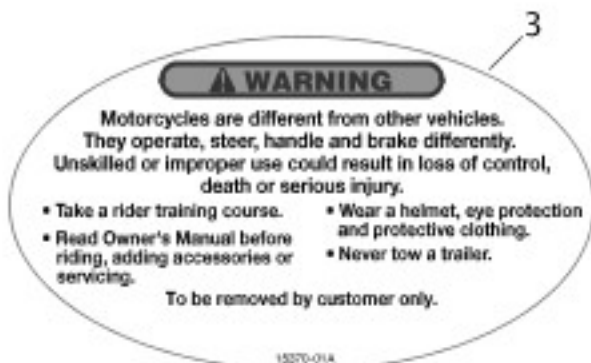 3
⚠ WARNING
Motorcycles are different from other vehicles.
They operate, steer, handle and brake differently.
Unskilled or improper use could result in loss of control,
death or serious injury.
• Take a rider training course.
• Read Owner's Manual before
riding, adding accessories or
servicing.
• Wear a helmet, eye protection
and protective clothing.
• Never tow a trailer.
To be removed by customer only.
15270-01A